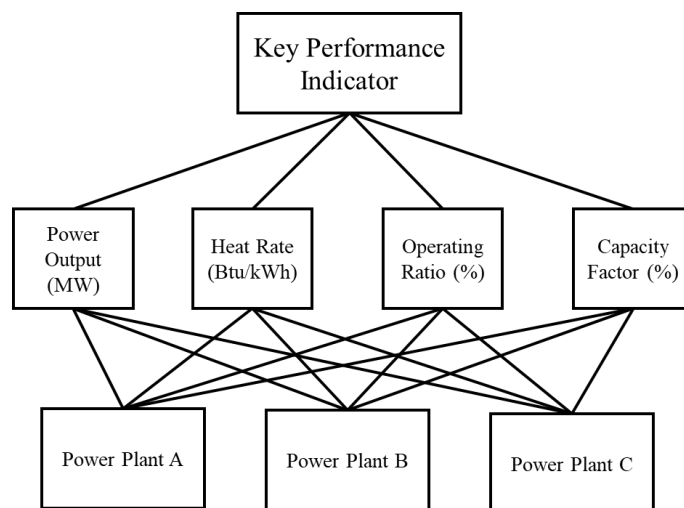 Key Performance
Indicator
Power
Output
(MW)
Heat Rate
(Btu/kWh)
Operating
Ratio (%)
Capacity
Factor (%)
Power Plant A
Power Plant B
Power Plant C